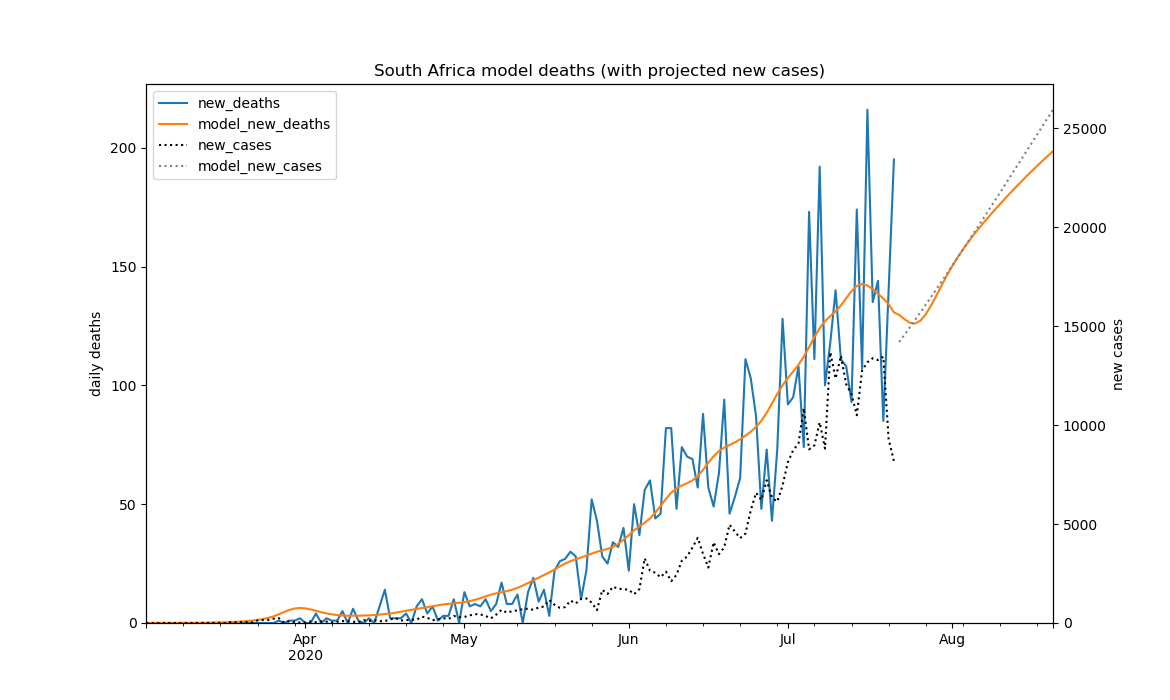 South Africa model deaths (with projected new cases)
new_deaths
model_new_deaths
new_cases
model_new_cases
daily deaths
200
150
100
50
0
25000
20000
15000
10000
5000
0
new cases
Apr
2020
May
Jun
Jul
Aug